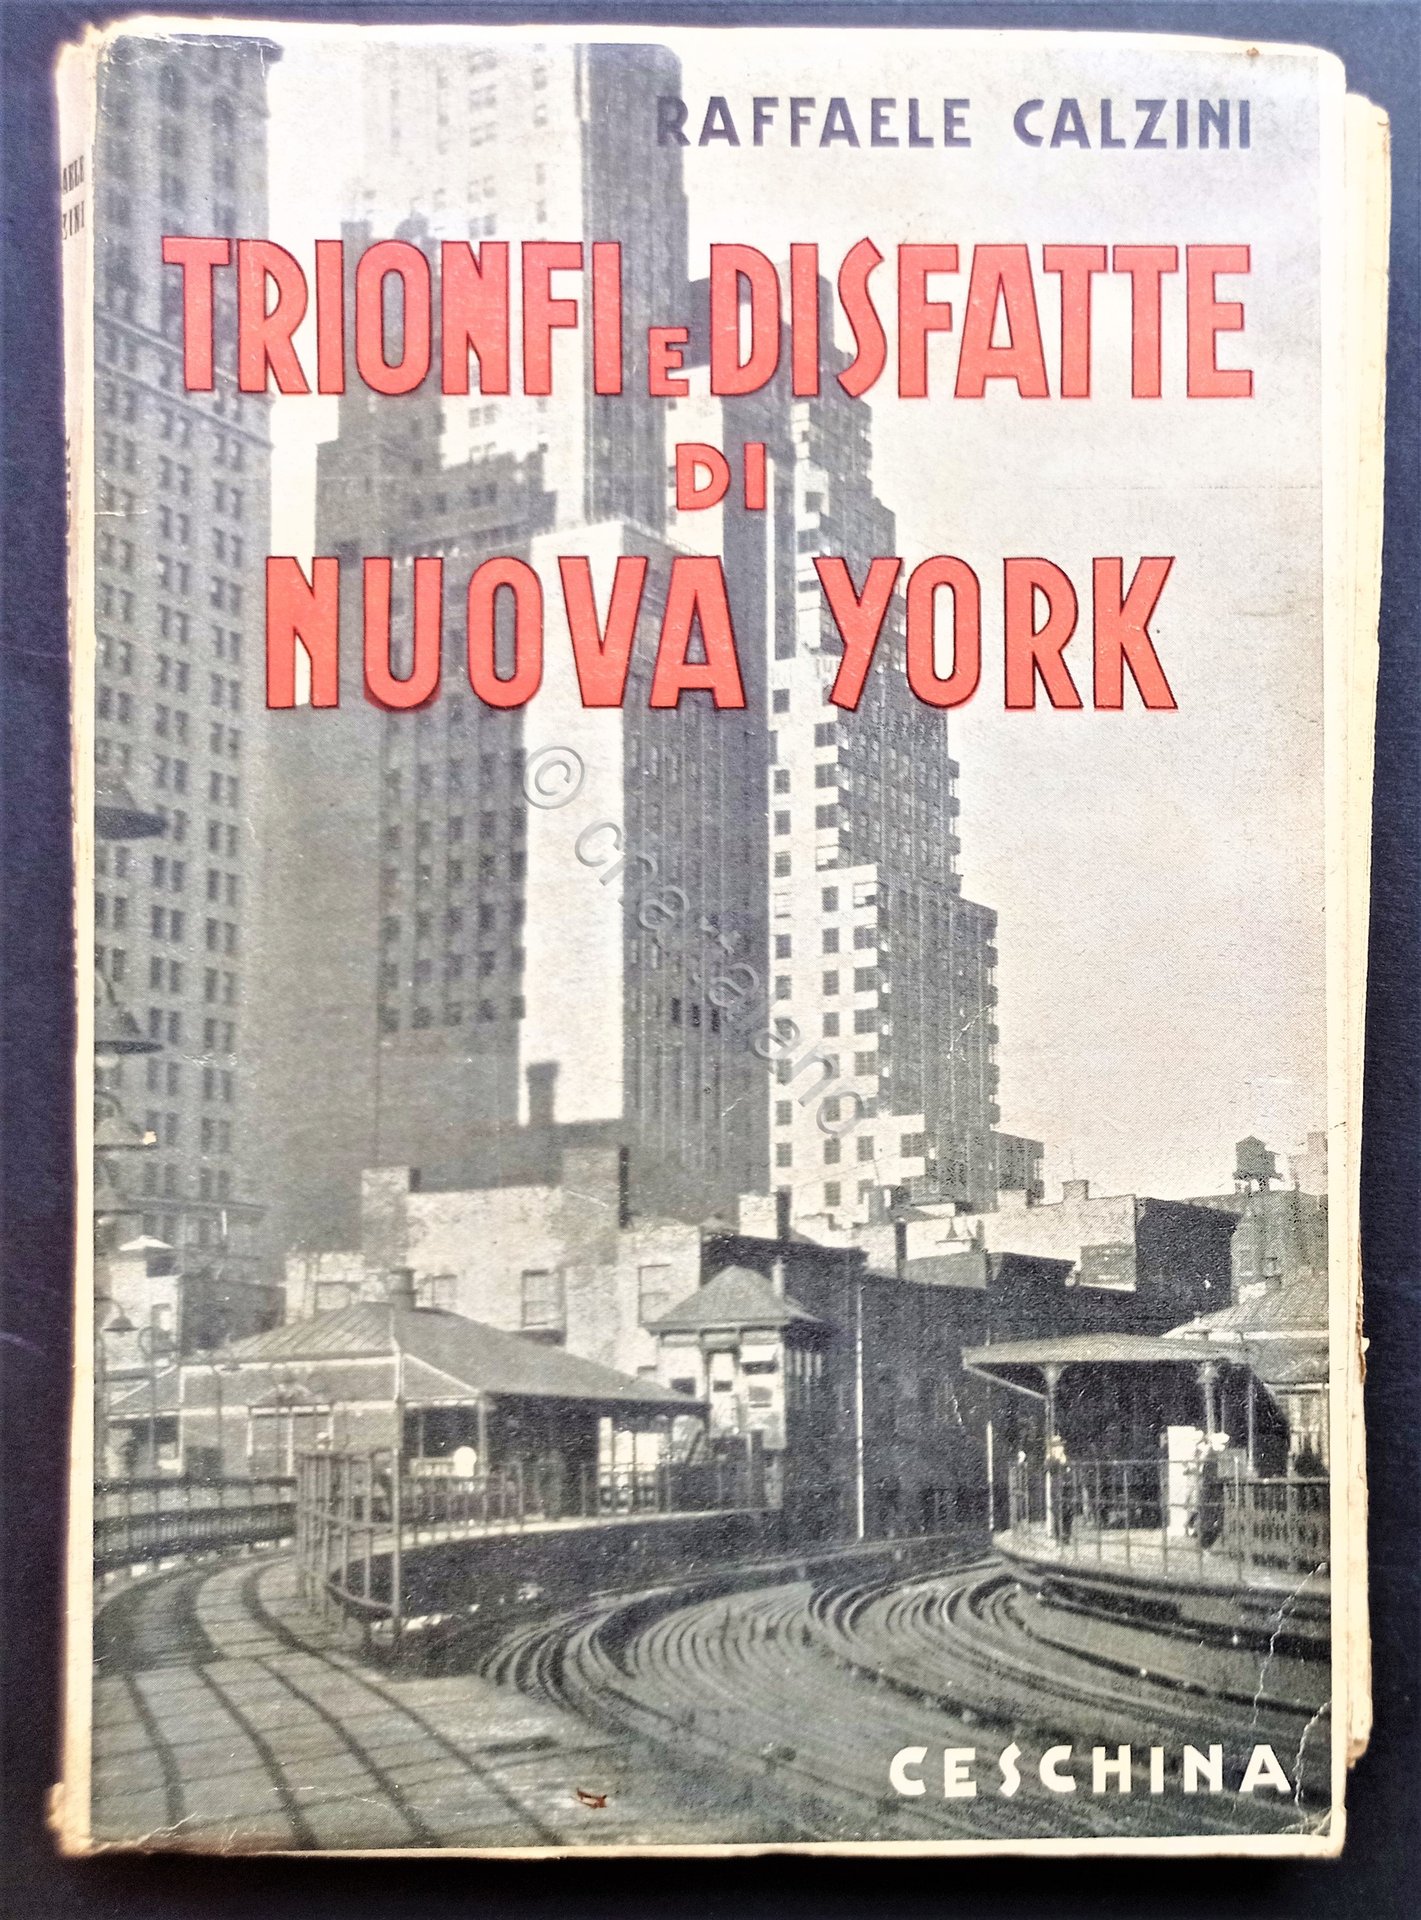 RAFFAELE CALZINI
TRIONFI E DISFATTE
DI
NUOVA YORK
CESCHINA